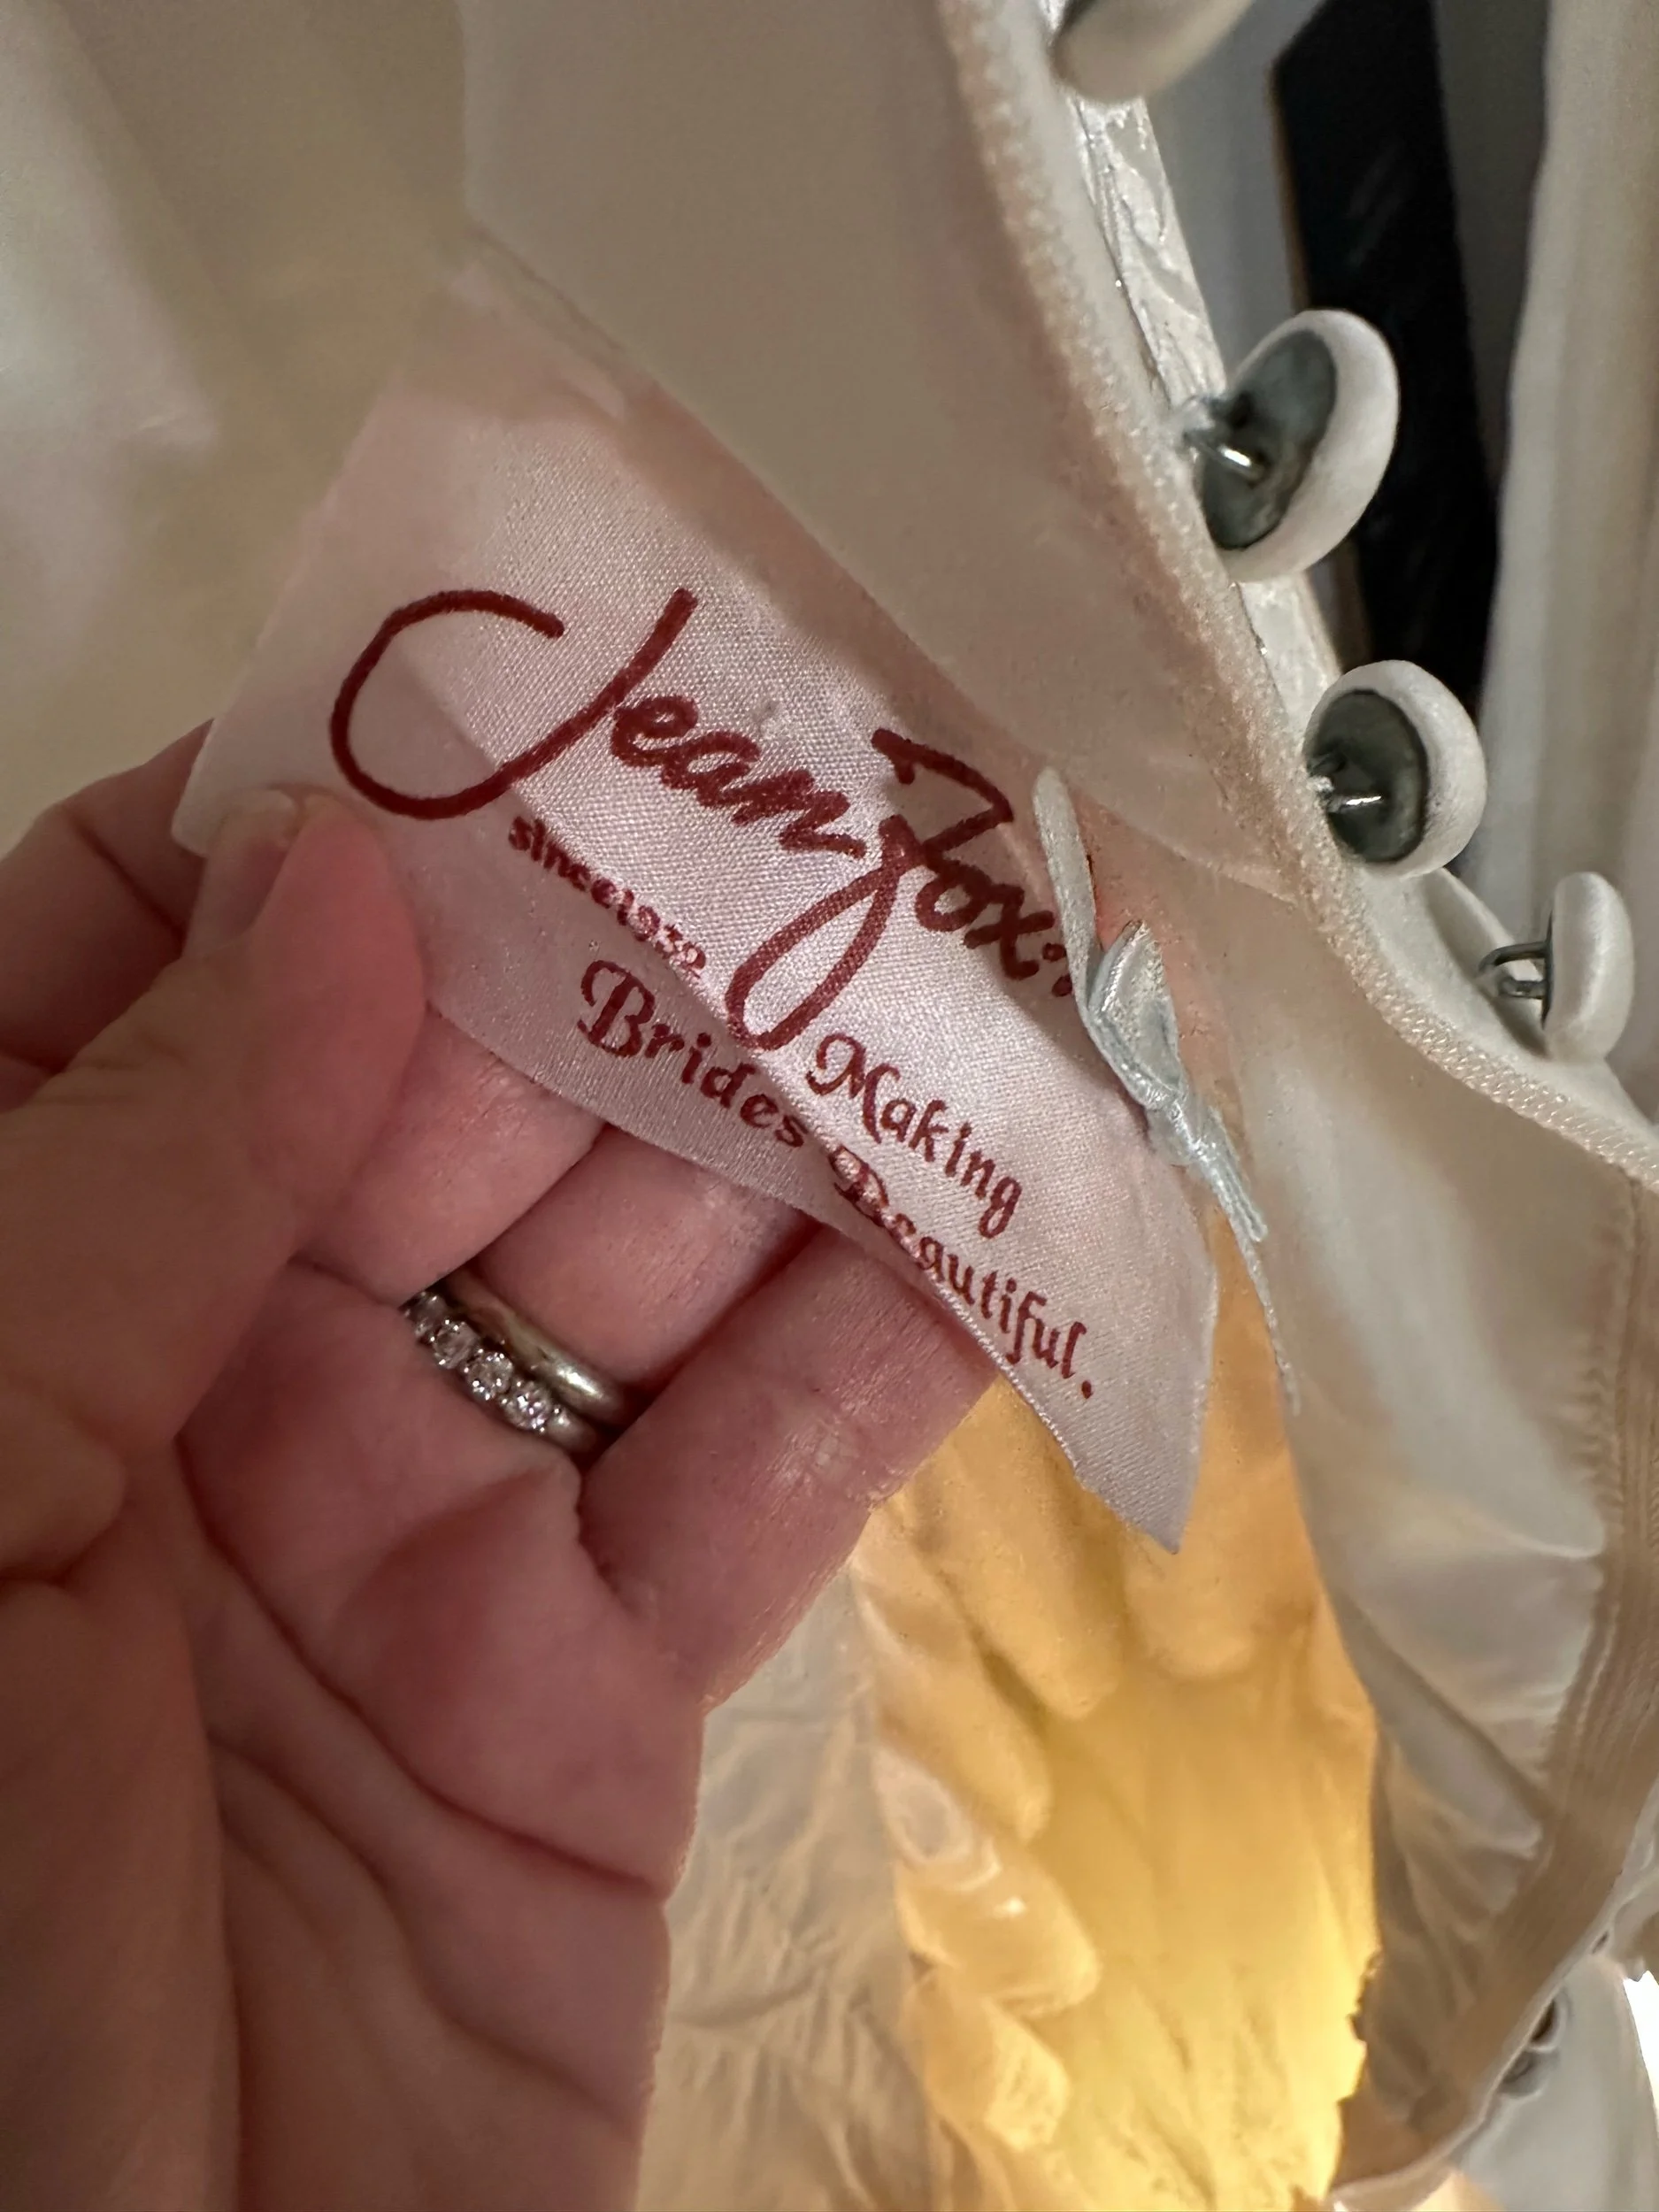 Jean Fox
since 1932
Making
Brides Beautiful.